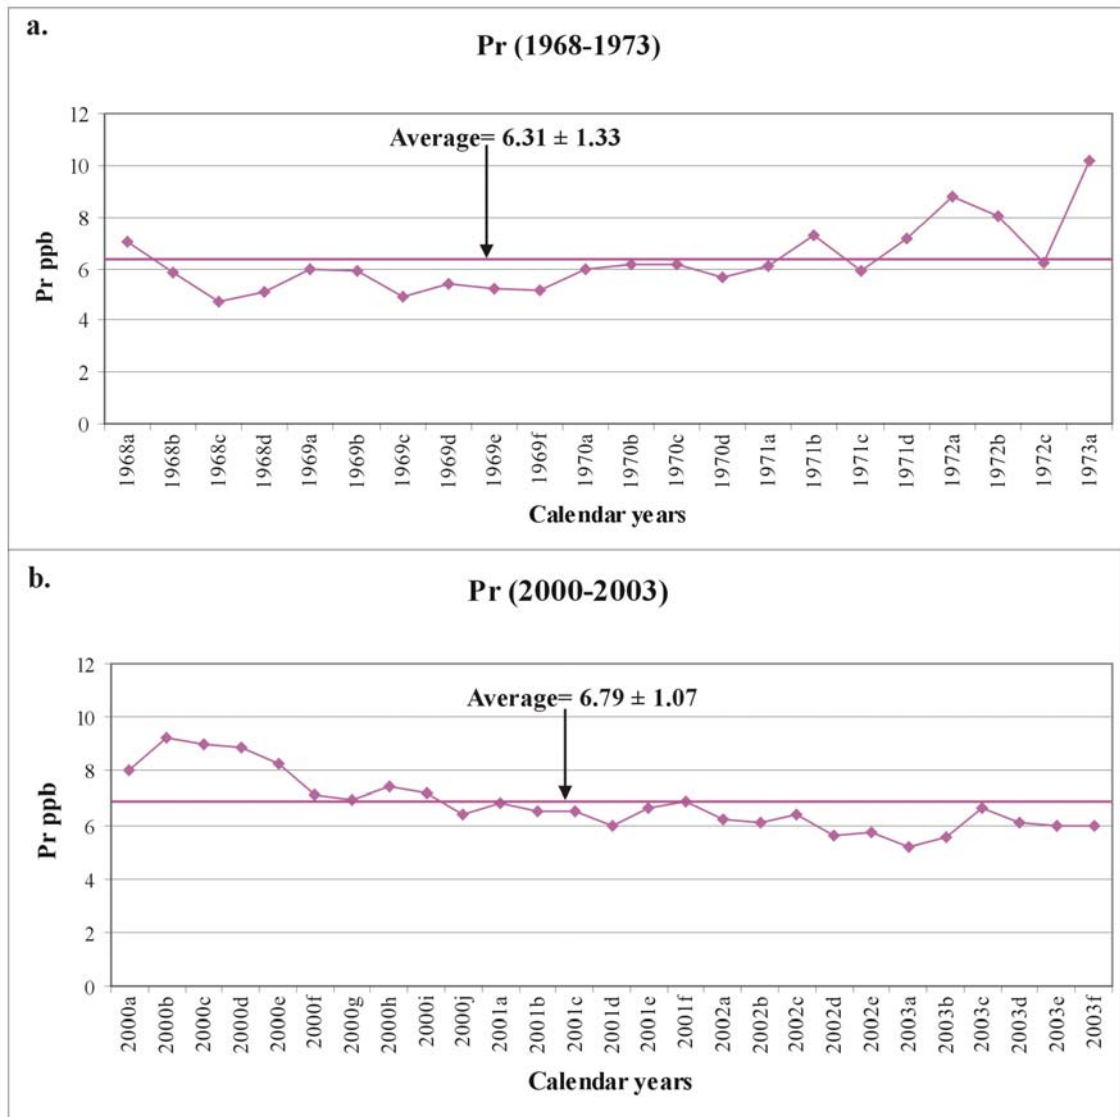 a.
Pr (1968-1973)
Average= 6.31 ± 1.33
12
10
8
6
4
2
0
Pr ppb
1968a
1968b
1968c
1968d
1969a
1969b
1969c
1969d
1969e
1969f
1970a
1970b
1970c
1970d
1971a
1971b
1971c
1971d
1972a
1972b
1972c
1973a
Calendar years
b.
Pr (2000-2003)
Average= 6.79 ± 1.07
12
10
8
6
4
2
0
Pr ppb
2000a
2000b
2000c
2000d
2000e
2000f
2000g
2000h
2000i
2000j
2001a
2001b
2001c
2001d
2001e
2001f
2002a
2002b
2002c
2002d
2002e
2003a
2003b
2003c
2003d
2003e
2003f
Calendar years